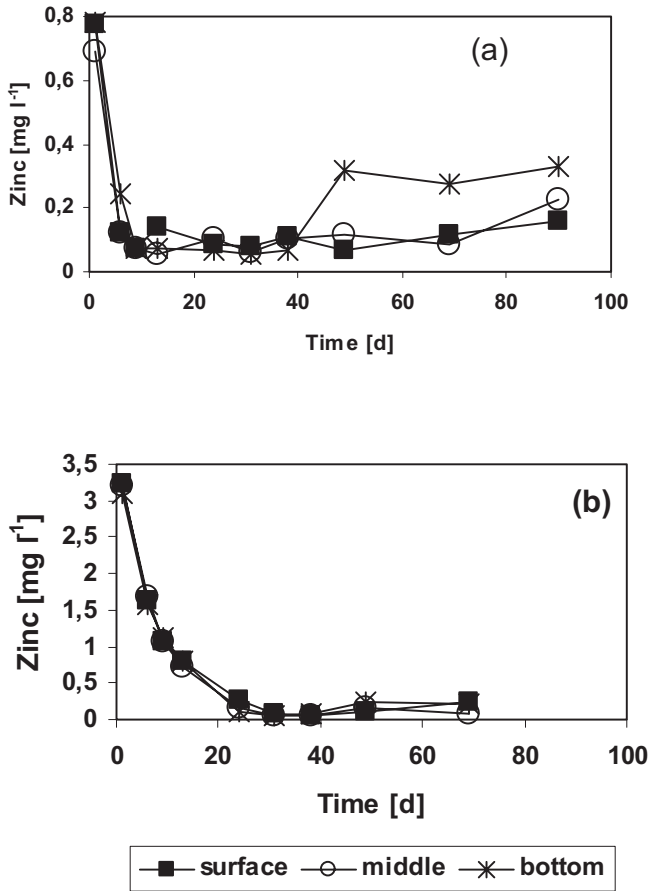 0,8
(a)
0,6
0,4
0,2
0
Zinc [mg l-1]
0 20 40 60 80 100
Time [d]
3,5
(b)
3
2,5
2
1,5
1
0,5
0
Zinc [mg l1]
0 20 40 60 80 100
Time [d]
surface middle bottom